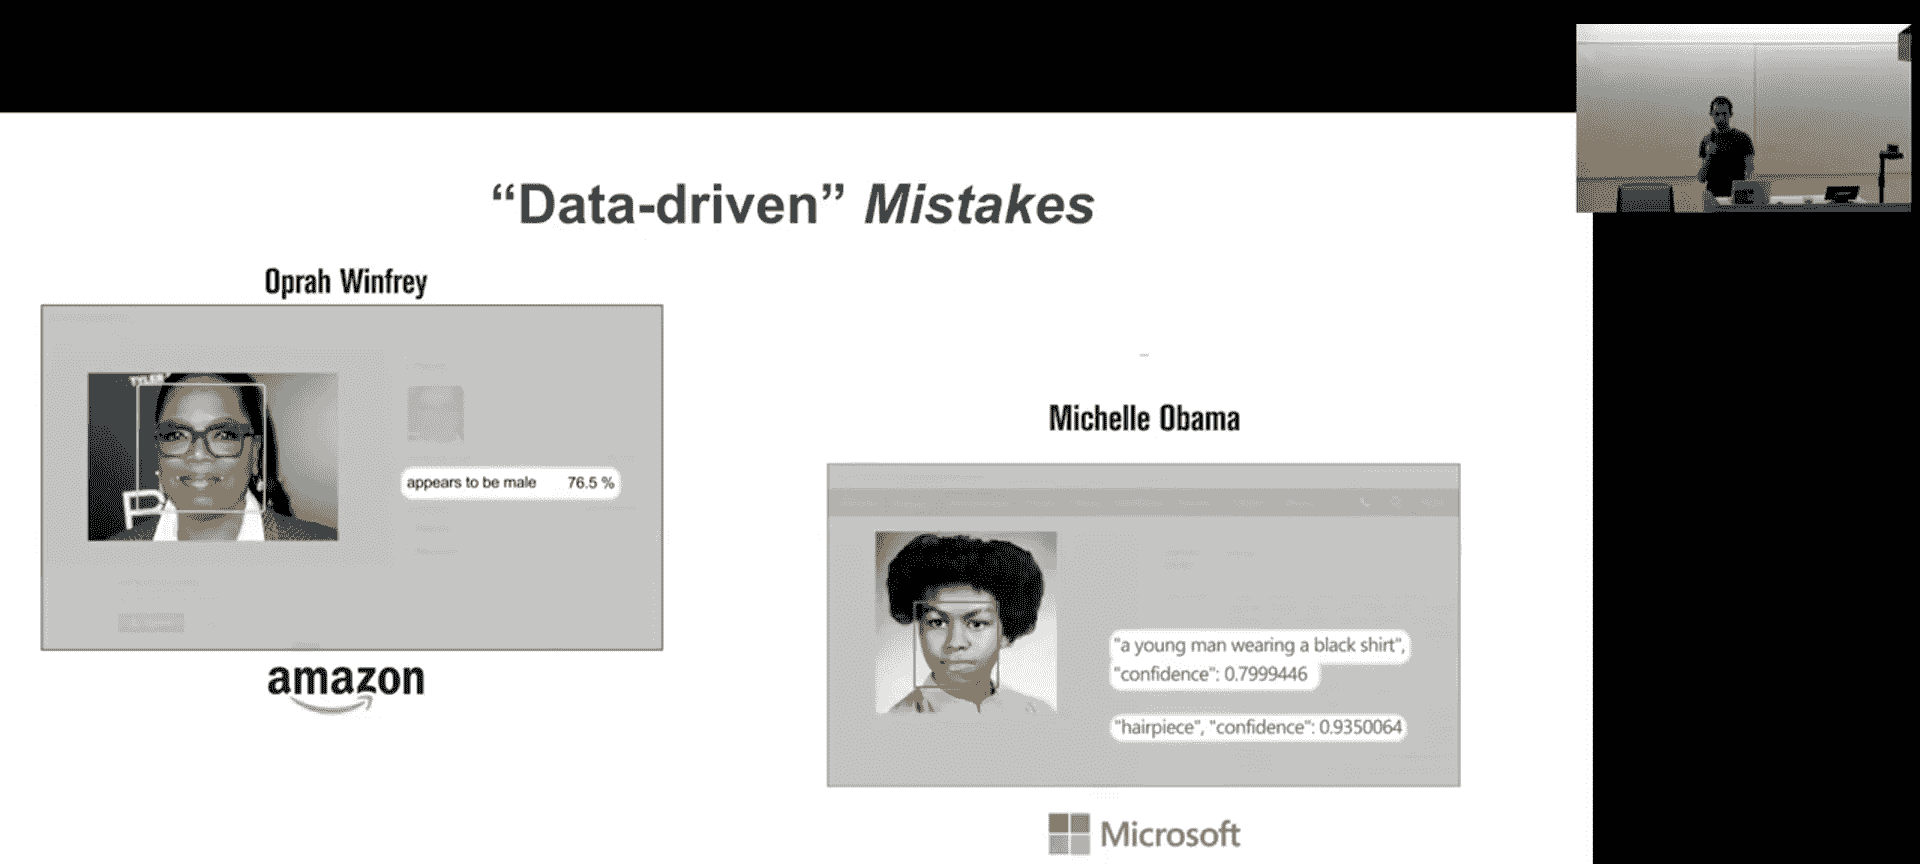 “Data-driven” Mistakes
Oprah Winfrey
TYLER
appears to be male 76.5 %
amazon
Michelle Obama
"a young man wearing a black shirt",
"confidence": 0.7999446
"hairpiece", "confidence": 0.9350064
Microsoft